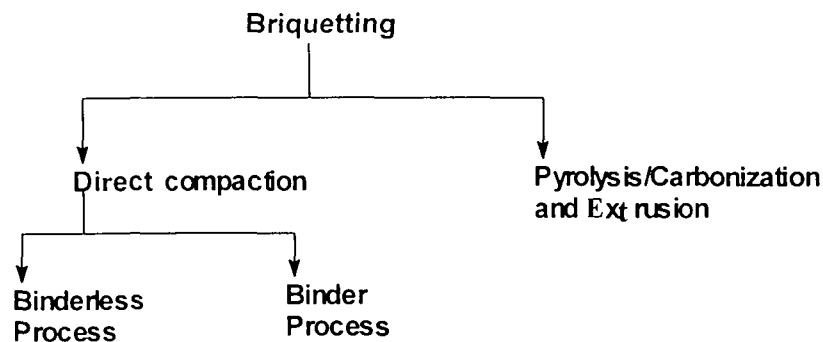 Briquetting
Direct compaction
Pyrolysis/Carbonization
and Extrusion
Binderless
Process
Binder
Process